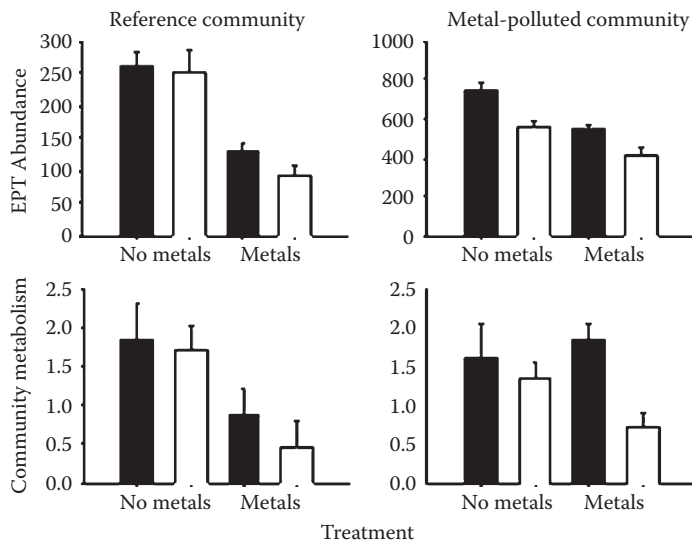 Reference community
Metal-polluted community
EPT Abundance
300
250
200
150
100
50
0
No metals Metals
1000
800
600
400
200
0
No metals Metals
Community metabolism
2.5
2.0
1.5
1.0
0.5
0.0
No metals Metals
2.5
2.0
1.5
1.0
0.5
0.0
No metals Metals
Treatment